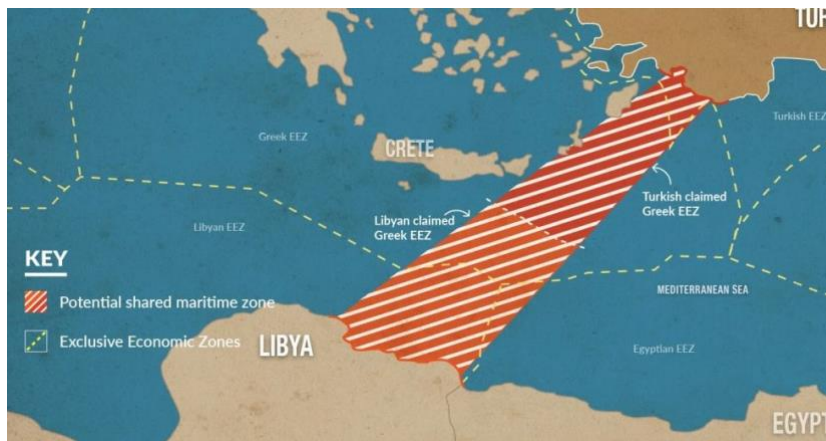 TUR
Turkish EEZ
Greek EEZ
CRETE
Turkish claimed
Greek EEZ
Libyan claimed
Greek EEZ
Libyan EEZ
KEY
Potential shared maritime zone
MEDITERRANEAN SEA
Exclusive Economic Zones
LIBYA
Egyptian EEZ
EGYPT